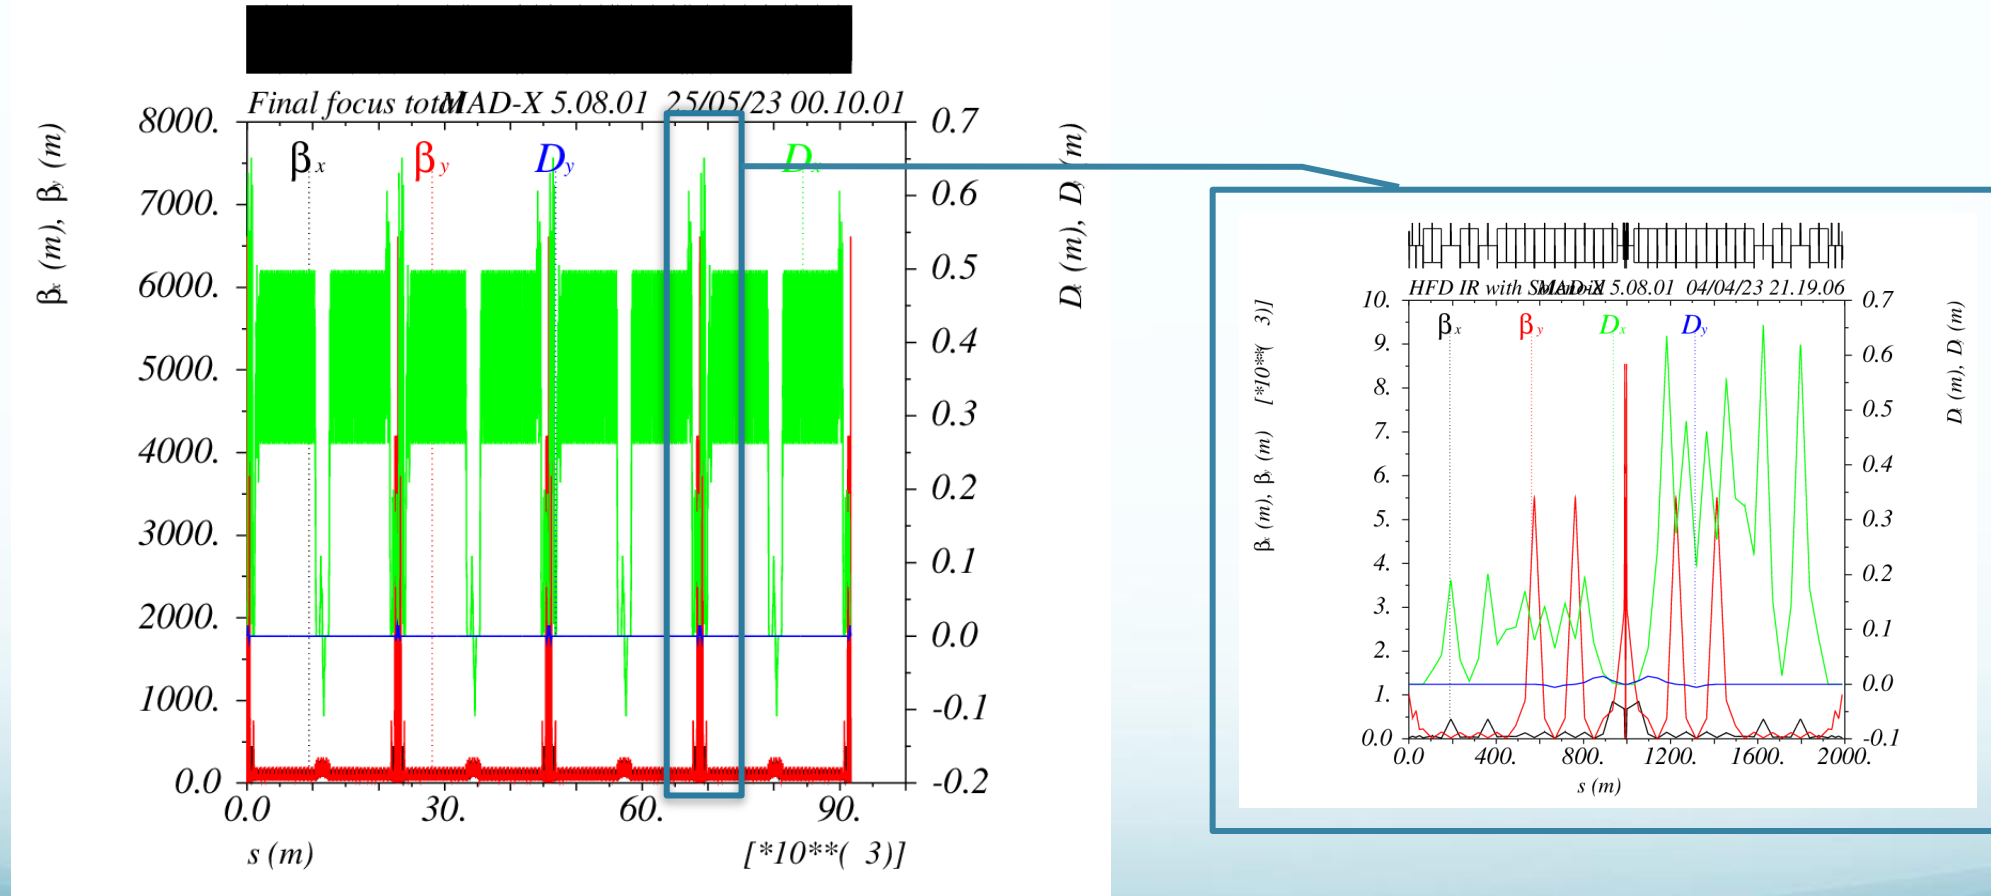 Final focus total MAD-X 5.08.01 25/05/23 00.10.01
8000.
7000.
6000.
5000.
4000.
3000.
2000.
1000.
0.0
βx (m), βy (m)
βx
βy
Dy
Dx
0.7
0.6
0.5
0.4
0.3
0.2
0.1
0.0
-0.1
-0.2
Dx (m), Dy (m)
0.0 30. 60. 90.
s (m) [*10**( 3)]
HFD IR with Solenoid MAD-X 5.08.01 04/04/23 21.19.06
10.
9.
8.
7.
6.
5.
4.
3.
2.
1.
0.0
βx (m), βy (m) [*10**( 3)]
βx
βy
Dx
Dy
0.7
0.6
0.5
0.4
0.3
0.2
0.1
0.0
-0.1
Dx (m), Dy (m)
0.0 400. 800. 1200. 1600. 2000.
s (m)